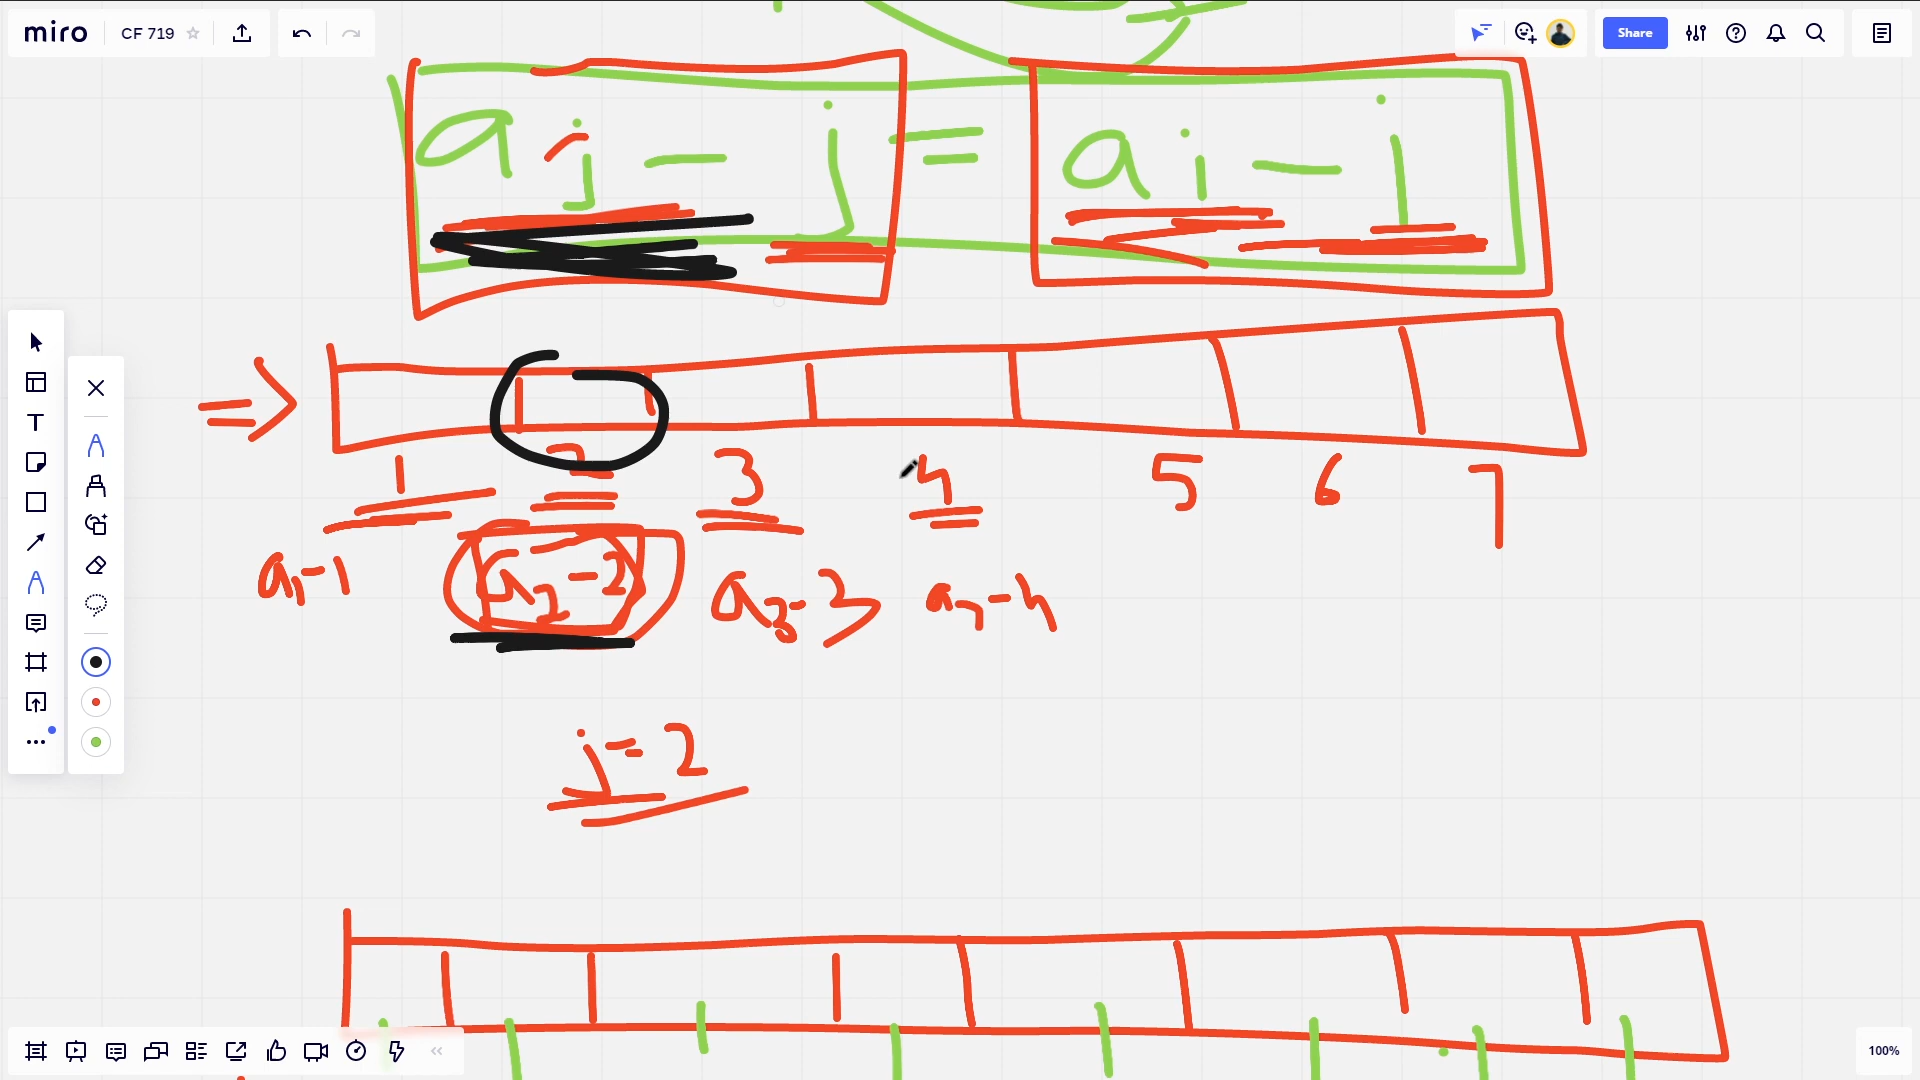 miro CF 719 Share
aj - j = ai - i
1 2 3 4 5 6 7
a1-1 a2-2 a3-3 a4-4
j=2
100%